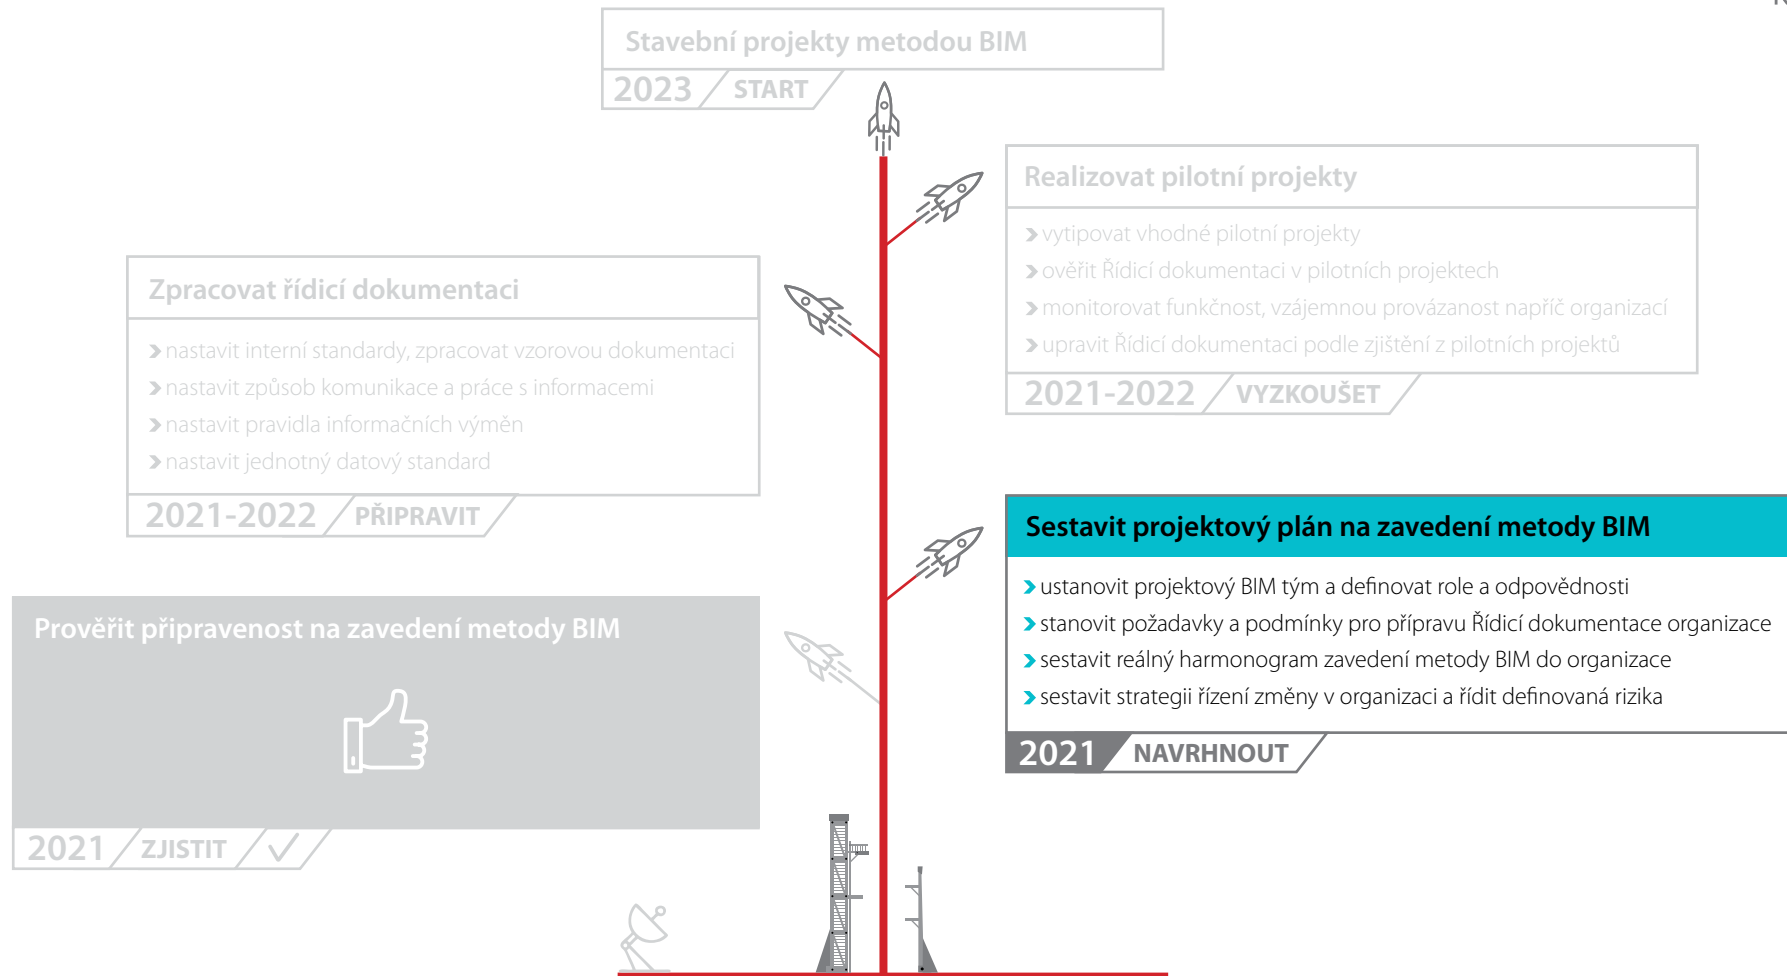 Stavební projekty metodou BIM
2023 START
Realizovat pilotní projekty
vytipovat vhodné pilotní projekty
ověřit Řídicí dokumentaci v pilotních projektech
monitorovat funkčnost, vzájemnou provázanost napříč organizací
upravit Řídicí dokumentaci podle zjištění z pilotních projektů
2021-2022 VYZKOUŠET
Zpracovat řídicí dokumentaci
nastavit interní standardy, zpracovat vzorovou dokumentaci
nastavit způsob komunikace a práce s informacemi
nastavit pravidla informačních výměn
nastavit jednotný datový standard
2021-2022 PŘIPRAVIT
Sestavit projektový plán na zavedení metody BIM
ustanovit projektový BIM tým a definovat role a odpovědnosti
stanovit požadavky a podmínky pro přípravu Řídicí dokumentace organizace
sestavit reálný harmonogram zavedení metody BIM do organizace
sestavit strategii řízení změny v organizaci a řídit definovaná rizika
2021 NAVRHNOUT
Prověřit připravenost na zavedení metody BIM
2021 ZJISTIT